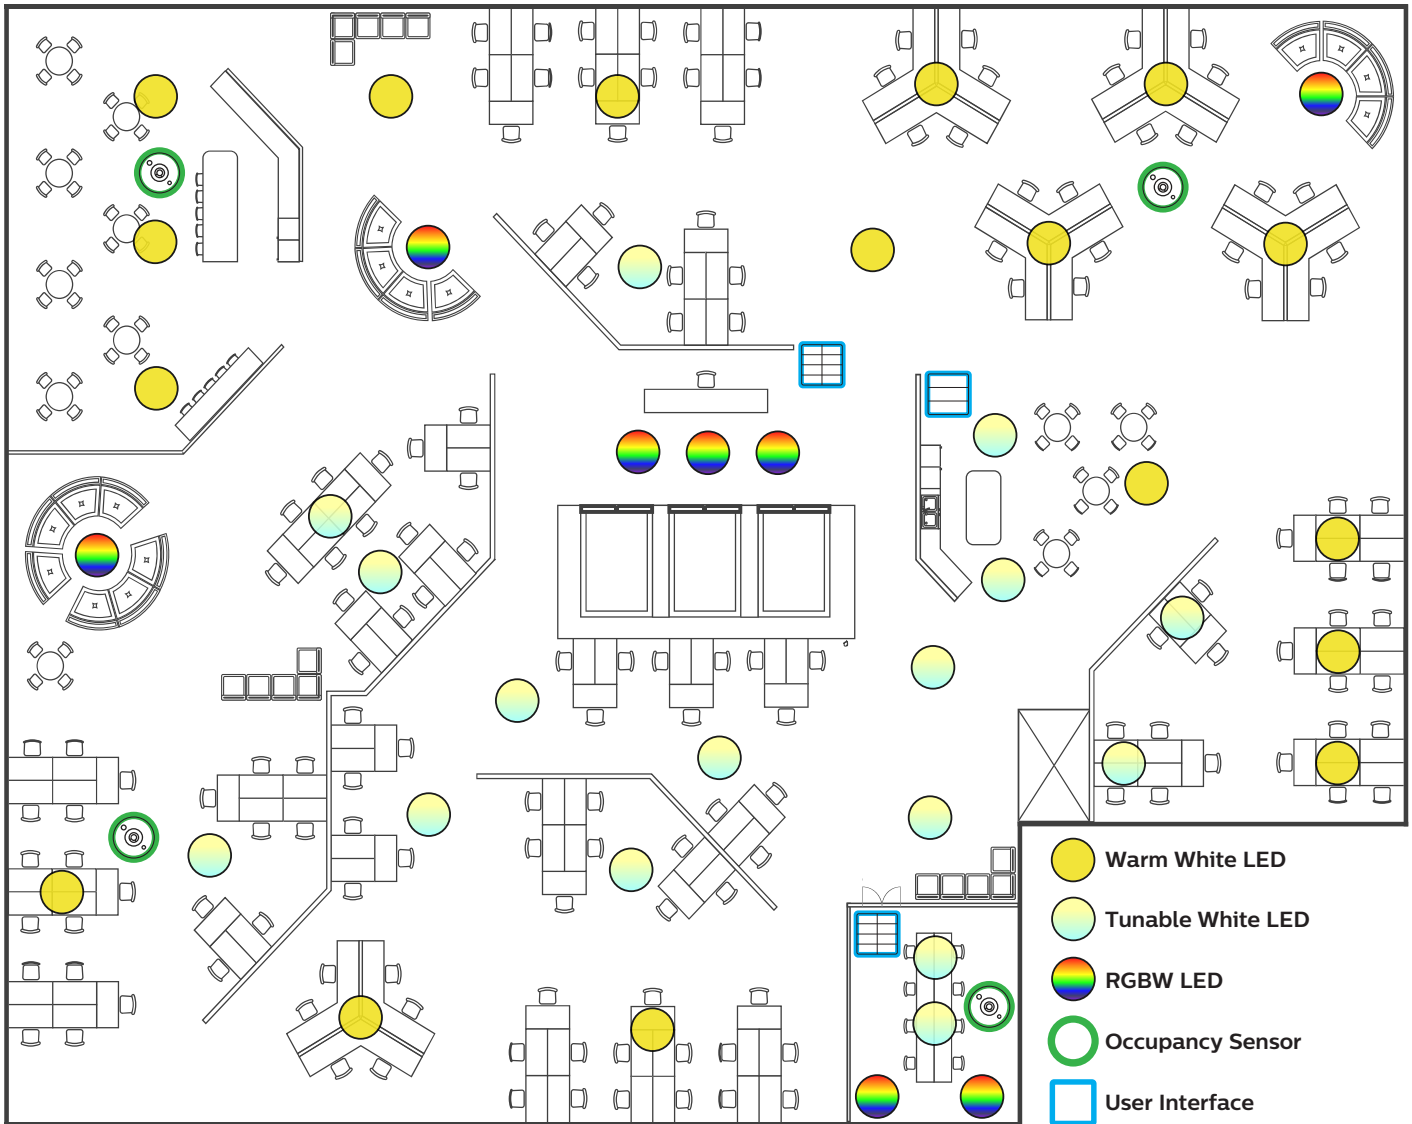 Warm White LED
Tunable White LED
RGBW LED
Occupancy Sensor
User Interface